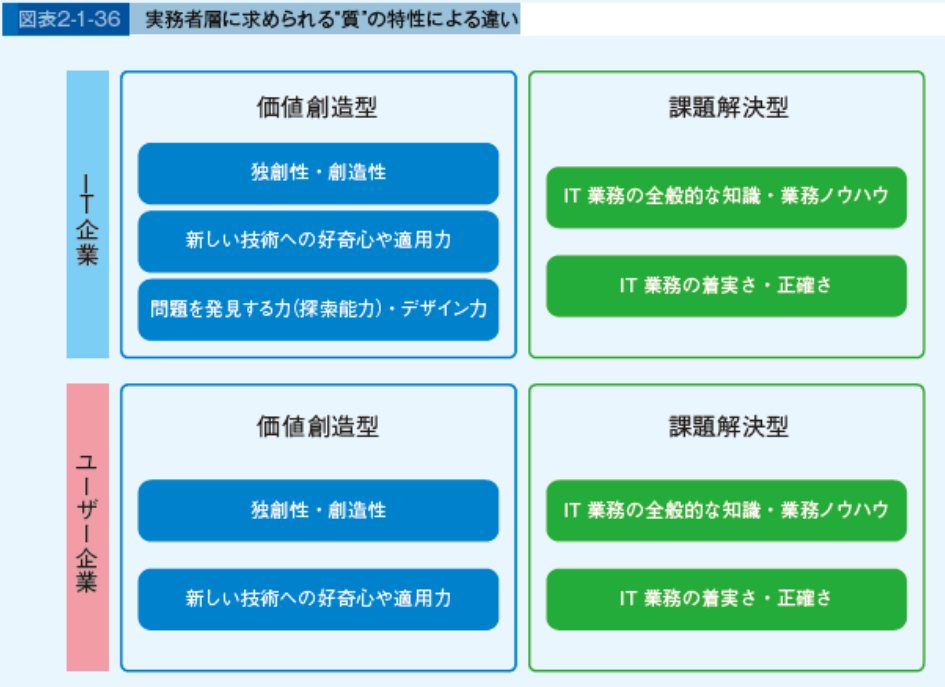 図表2-1-36 実務者層に求められる"質"の特性による違い
IT企業
価値創造型
独創性・創造性
新しい技術への好奇心や適用力
問題を発見する力(探索能力)・デザイン力
課題解決型
IT 業務の全般的な知識・業務ノウハウ
IT 業務の着実さ・正確さ
ユーザー企業
価値創造型
独創性・創造性
新しい技術への好奇心や適用力
課題解決型
IT 業務の全般的な知識・業務ノウハウ
IT 業務の着実さ・正確さ